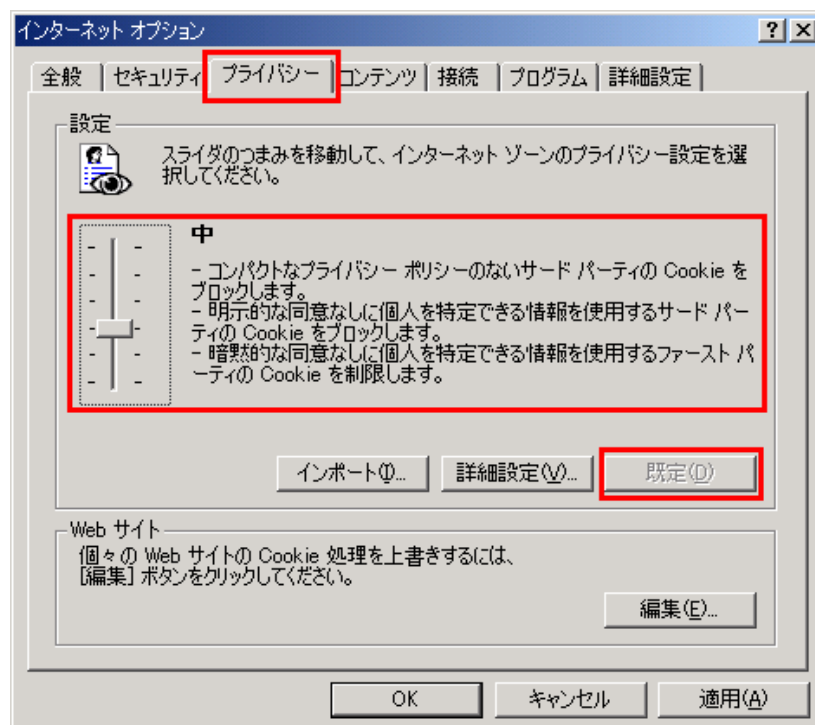 インターネット オプション
全般 セキュリティ プライバシー コンテンツ 接続 プログラム 詳細設定
設定
スライダのつまみを移動して、インターネット ゾーンのプライバシー設定を選
択してください。
中
- コンパクトなプライバシー ポリシーのないサード パーティの Cookie を
ブロックします。
- 明示的な同意なしに個人を特定できる情報を使用するサード パー
ティの Cookie をブロックします。
- 暗黙的な同意なしに個人を特定できる情報を使用するファースト パ
ーティの Cookie を制限します。
インポート(I)... 詳細設定(V)... 既定(D)
Web サイト
個々の Web サイトの Cookie 処理を上書きするには、
[編集] ボタンをクリックしてください。
編集(E)...
OK キャンセル 適用(A)